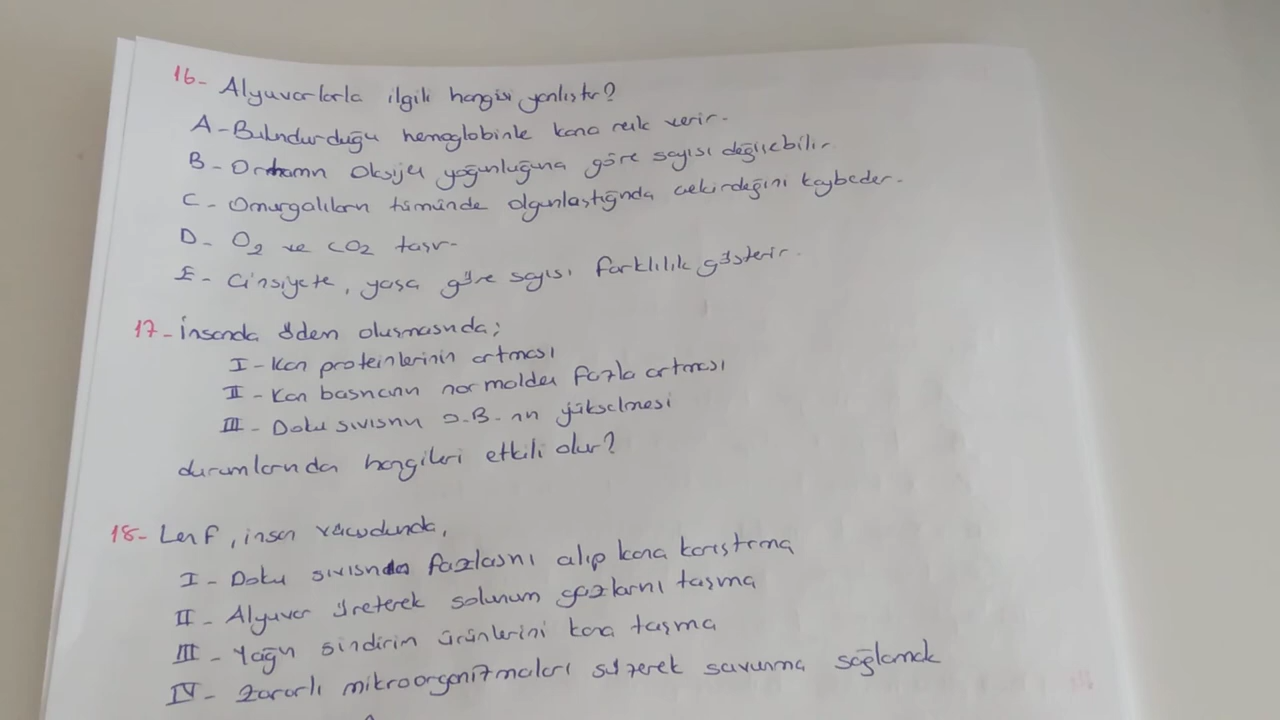 16- Alyuvarlarla ilgili hangisi yanlıştır?
A - Bulundurduğu hemoglobinle kana renk verir.
B - Ortamın oksijen yoğunluğuna göre sayısı değişebilir.
C - Omurgalıların tümünde olgunlaştığında çekirdeğini kaybeder.
D - O2 ve CO2 taşır.
E - Cinsiyete, yaşa göre sayısı farklılık gösterir.
17- İnsanda ödem oluşmasında;
I - Kan proteinlerinin artması
II - Kan basıncının normalden fazla artması
III - Doku sıvısının O.B. nın yükselmesi
durumlarından hangileri etkili olur?
18- Lenf, insan vücudunda,
I - Doku sıvısından fazlasını alıp kana karıştırma
II - Alyuvar üreterek solunum gazlarını taşıma
III - Yağın sindirim ürünlerini kana taşıma
IV - Zararlı mikroorganizmaları süzerek savunma sağlamak